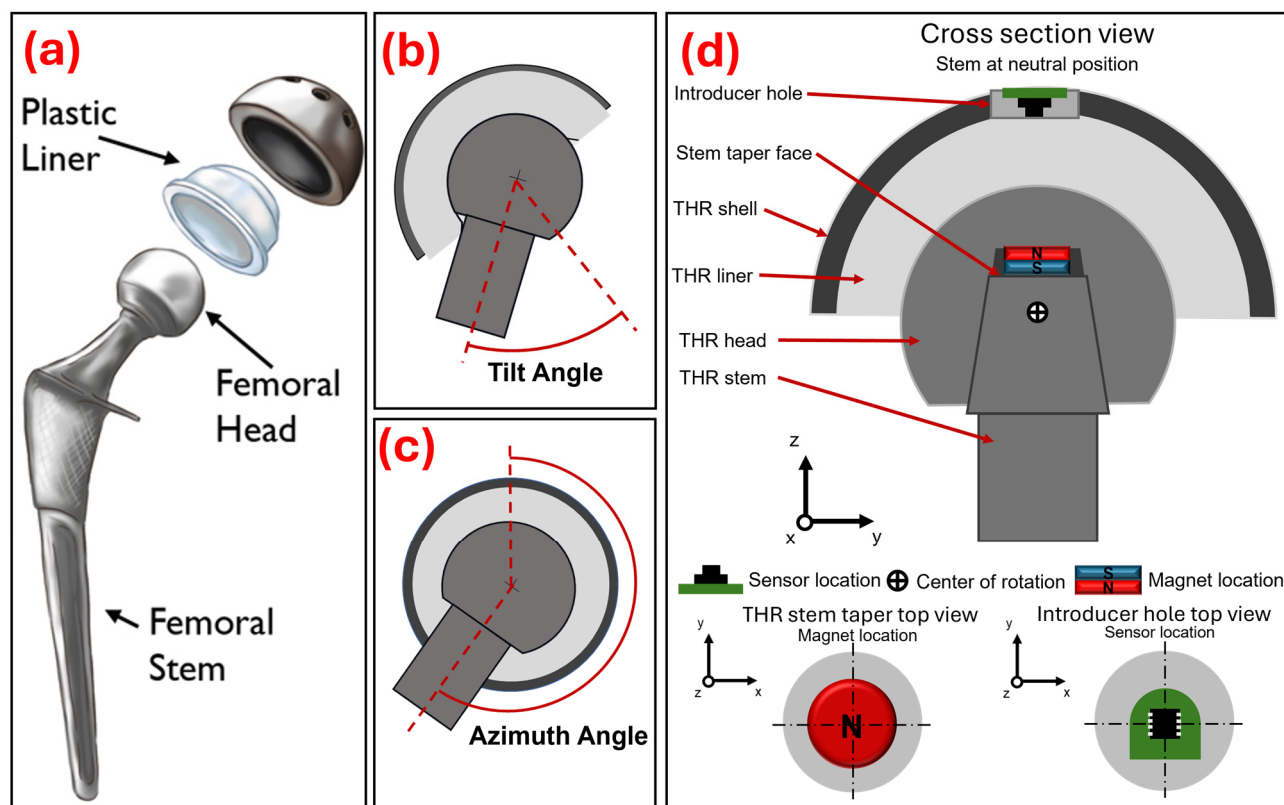 (a)
Plastic
Liner
Femoral
Head
Femoral
Stem
(b)
Tilt Angle
(c)
Azimuth Angle
(d)
Cross section view
Stem at neutral position
Introducer hole
Stem taper face
THR shell
THR liner
THR head
THR stem
N
S
z
x
y
Sensor location
Center of rotation
S
N
Magnet location
THR stem taper top view
Magnet location
y
z
x
N
Introducer hole top view
Sensor location
y
z
x